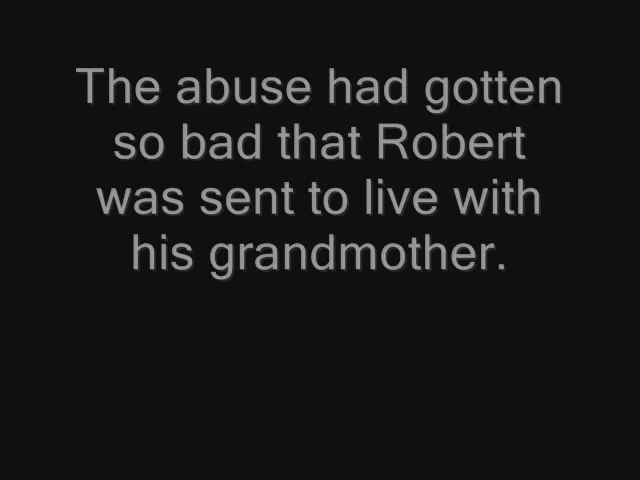 The abuse had gotten
so bad that Robert
was sent to live with
his grandmother.